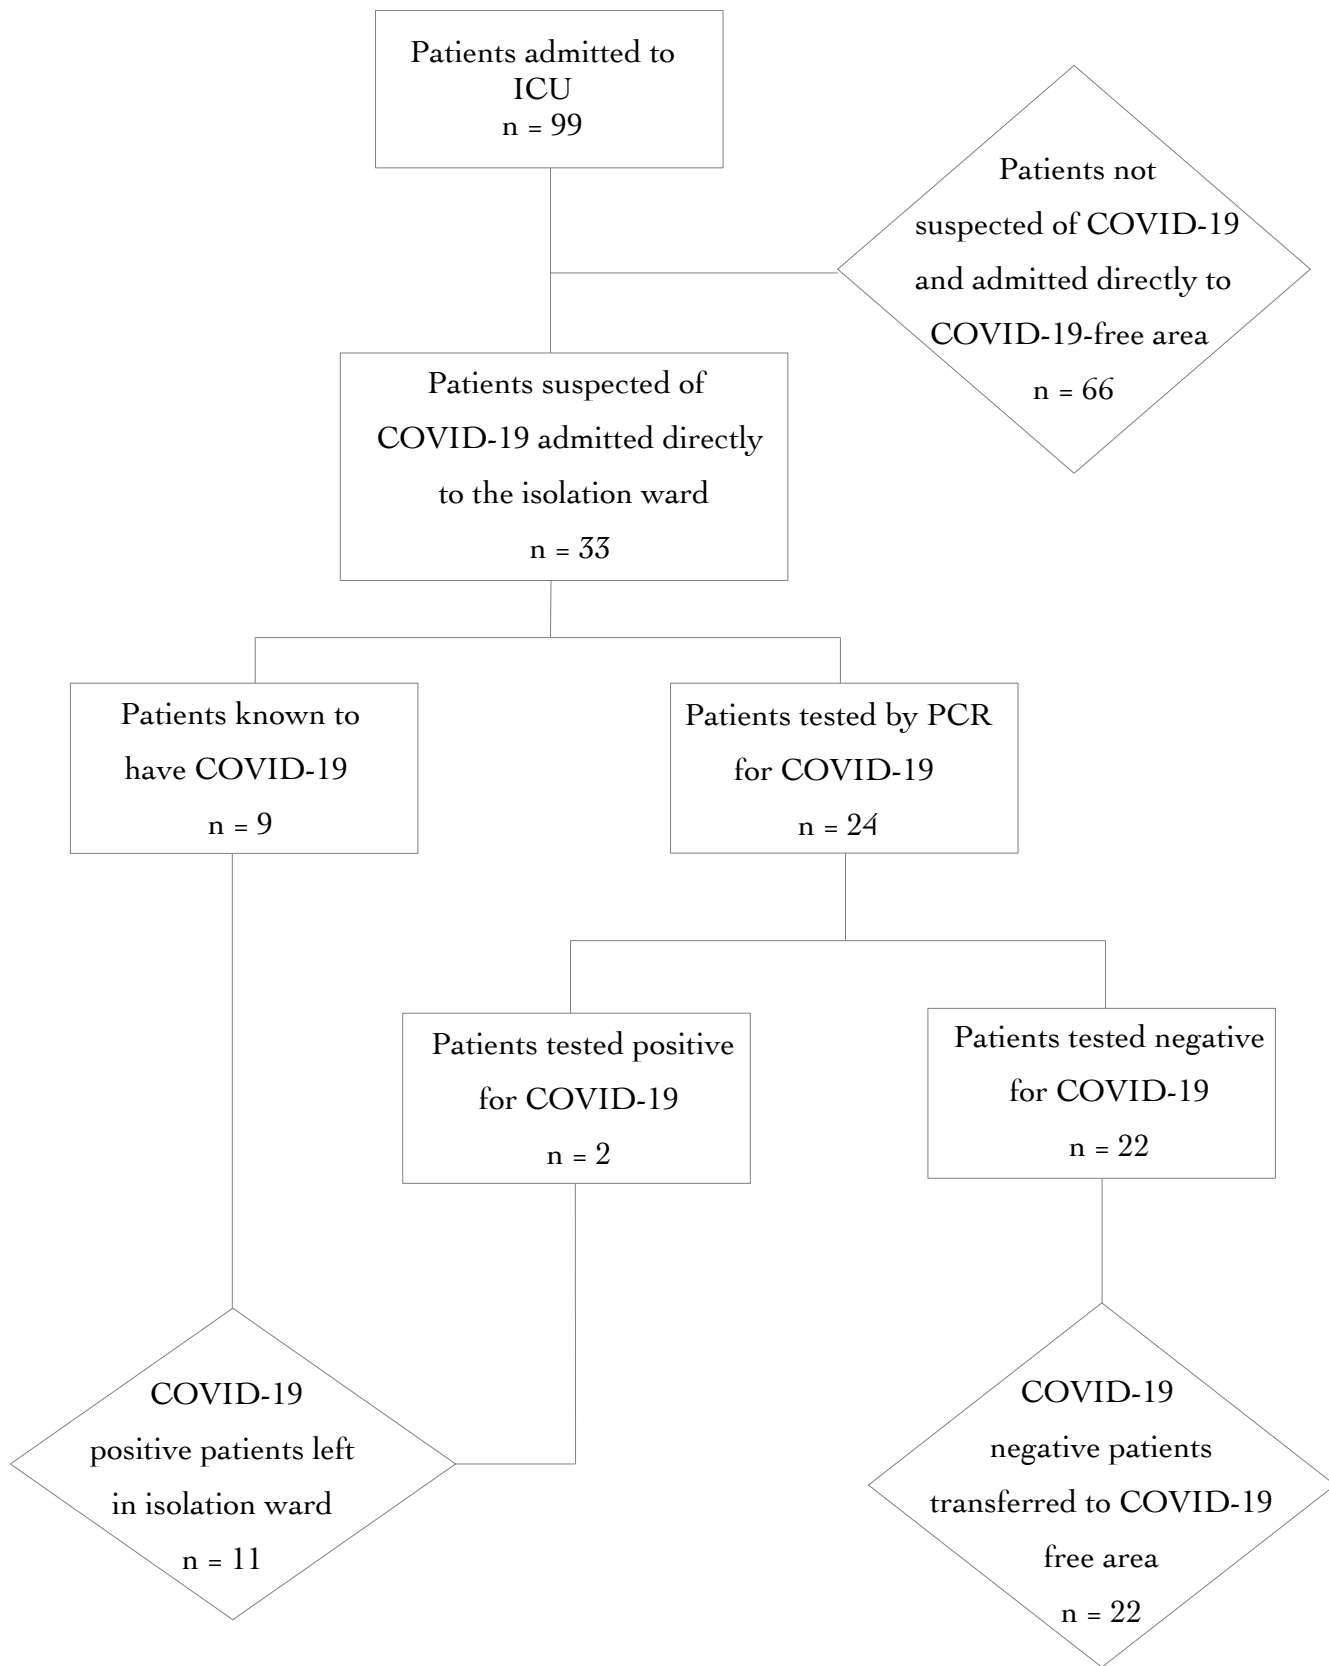 Patients admitted to
ICU
n = 99
Patients not
suspected of COVID-19
and admitted directly to
COVID-19-free area
n = 66
Patients suspected of
COVID-19 admitted directly
to the isolation ward
n = 33
Patients known to
have COVID-19
n = 9
Patients tested by PCR
for COVID-19
n = 24
Patients tested positive
for COVID-19
n = 2
Patients tested negative
for COVID-19
n = 22
COVID-19
positive patients left
in isolation ward
n = 11
COVID-19
negative patients
transferred to COVID-19
free area
n = 22